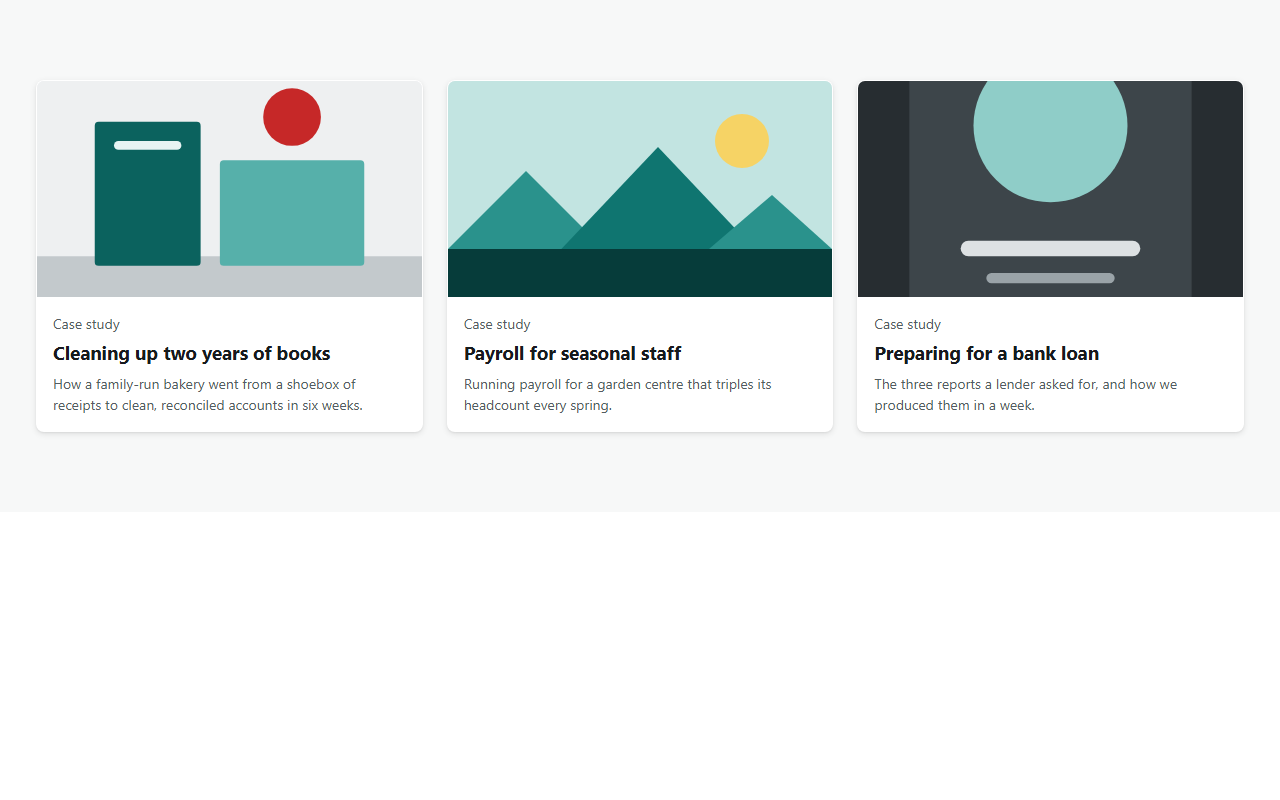 Case study
Cleaning up two years of books
How a family-run bakery went from a shoebox of
receipts to clean, reconciled accounts in six weeks.
Case study
Payroll for seasonal staff
Running payroll for a garden centre that triples its
headcount every spring.
Case study
Preparing for a bank loan
The three reports a lender asked for, and how we
produced them in a week.